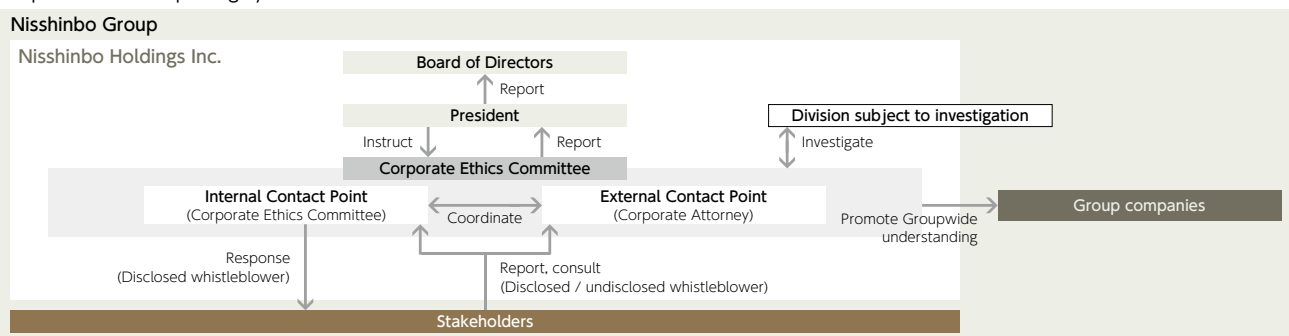 Nisshinbo Group
Nisshinbo Holdings Inc.
Board of Directors
Report
President
Division subject to investigation
Instruct
Report
Investigate
Corporate Ethics Committee
Internal Contact Point
(Corporate Ethics Committee)
Coordinate
External Contact Point
(Corporate Attorney)
Promote Groupwide
understanding
Group companies
Response
(Disclosed whistleblower)
Report, consult
(Disclosed / undisclosed whistleblower)
Stakeholders